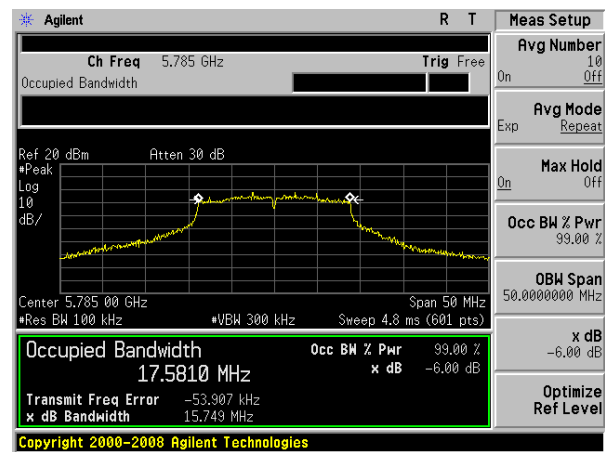 Agilent R T
Ch Freq 5.785 GHz Trig Free
Occupied Bandwidth
Ref 20 dBm Atten 30 dB
#Peak
Log
10
dB/
Center 5.785 00 GHz Span 50 MHz
#Res BW 100 kHz #VBW 300 kHz Sweep 4.8 ms (601 pts)
Occupied Bandwidth Occ BW % Pwr 99.00 %
17.5810 MHz x dB -6.00 dB
Transmit Freq Error -53.907 kHz
x dB Bandwidth 15.749 MHz
Copyright 2000-2008 Agilent Technologies
Meas Setup
Avg Number
10
On Off
Avg Mode
Exp Repeat
Max Hold
On Off
Occ BW % Pwr
99.00 %
OBW Span
50.0000000 MHz
x dB
-6.00 dB
Optimize
Ref Level